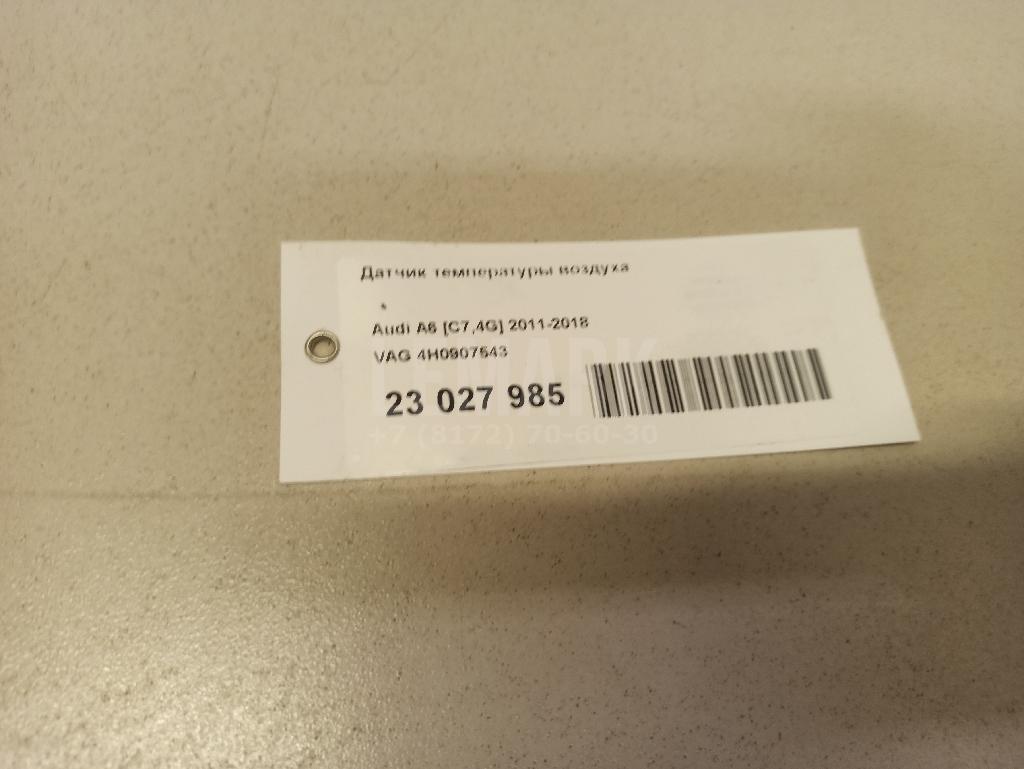 Датчик температуры воздуха
*
Audi A6 [C7,4G] 2011-2018
VAG 4H0907543
23 027 985
LEMARK
+7 (8172) 70-60-30